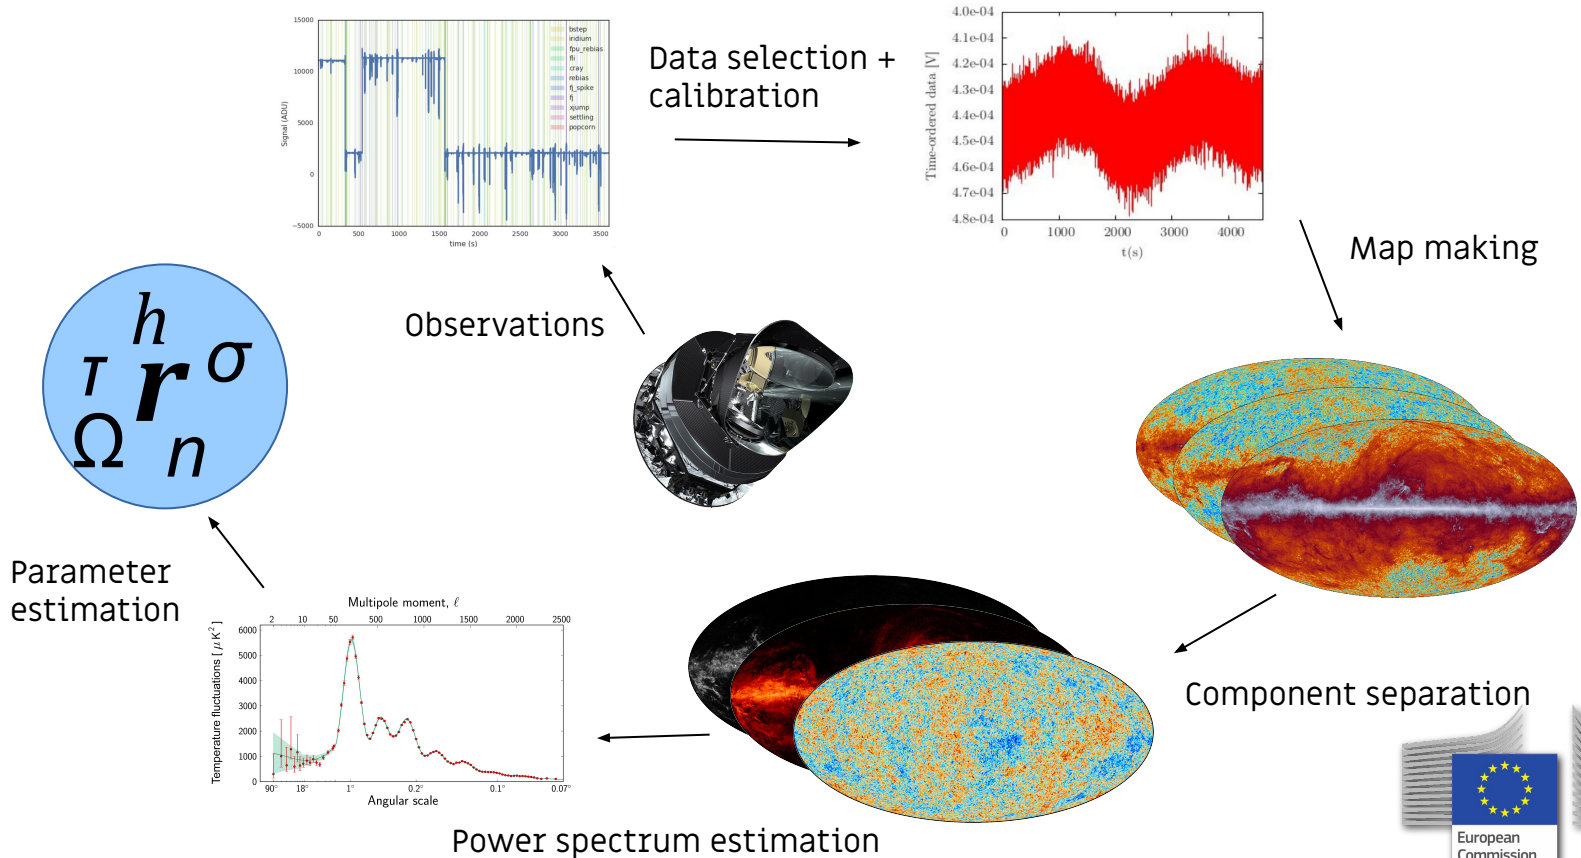 15000
10000
5000
0
−5000
Signal (ADU)
0 500 1000 1500 2000 2500 3000 3500
time (s)
bstep
iridium
fpu_rebias
fli
cray
rebias
fj_spike
fj
xjump
settling
popcorn
Data selection +
calibration
4.0e-04
4.1e-04
4.2e-04
4.3e-04
4.4e-04
4.5e-04
4.6e-04
4.7e-04
4.8e-04
Time-ordered data [V]
0 1000 2000 3000 4000
t(s)
Map making
Observations
h
τ r σ
Ω n
Parameter
estimation
Multipole moment, ℓ
2 10 50 500 1000 1500 2000 2500
6000
5000
4000
3000
2000
1000
0
Temperature fluctuations [ μ K² ]
90° 18° 1° 0.2° 0.1° 0.07°
Angular scale
Component separation
Power spectrum estimation
European
Commission